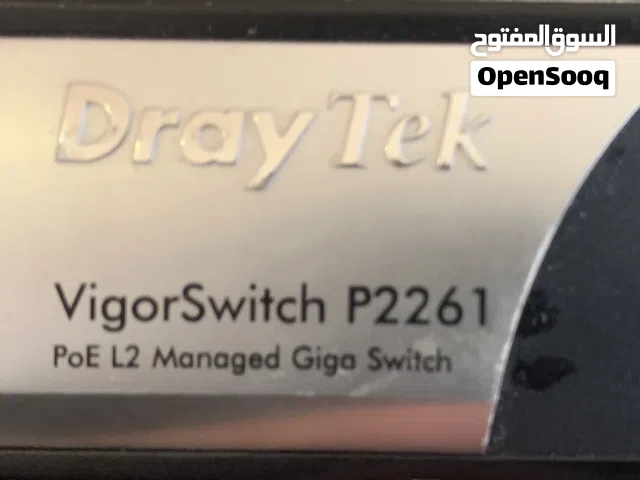 السوق المفتوح
OpenSooq
DrayTek
VigorSwitch P2261
PoE L2 Managed Giga Switch